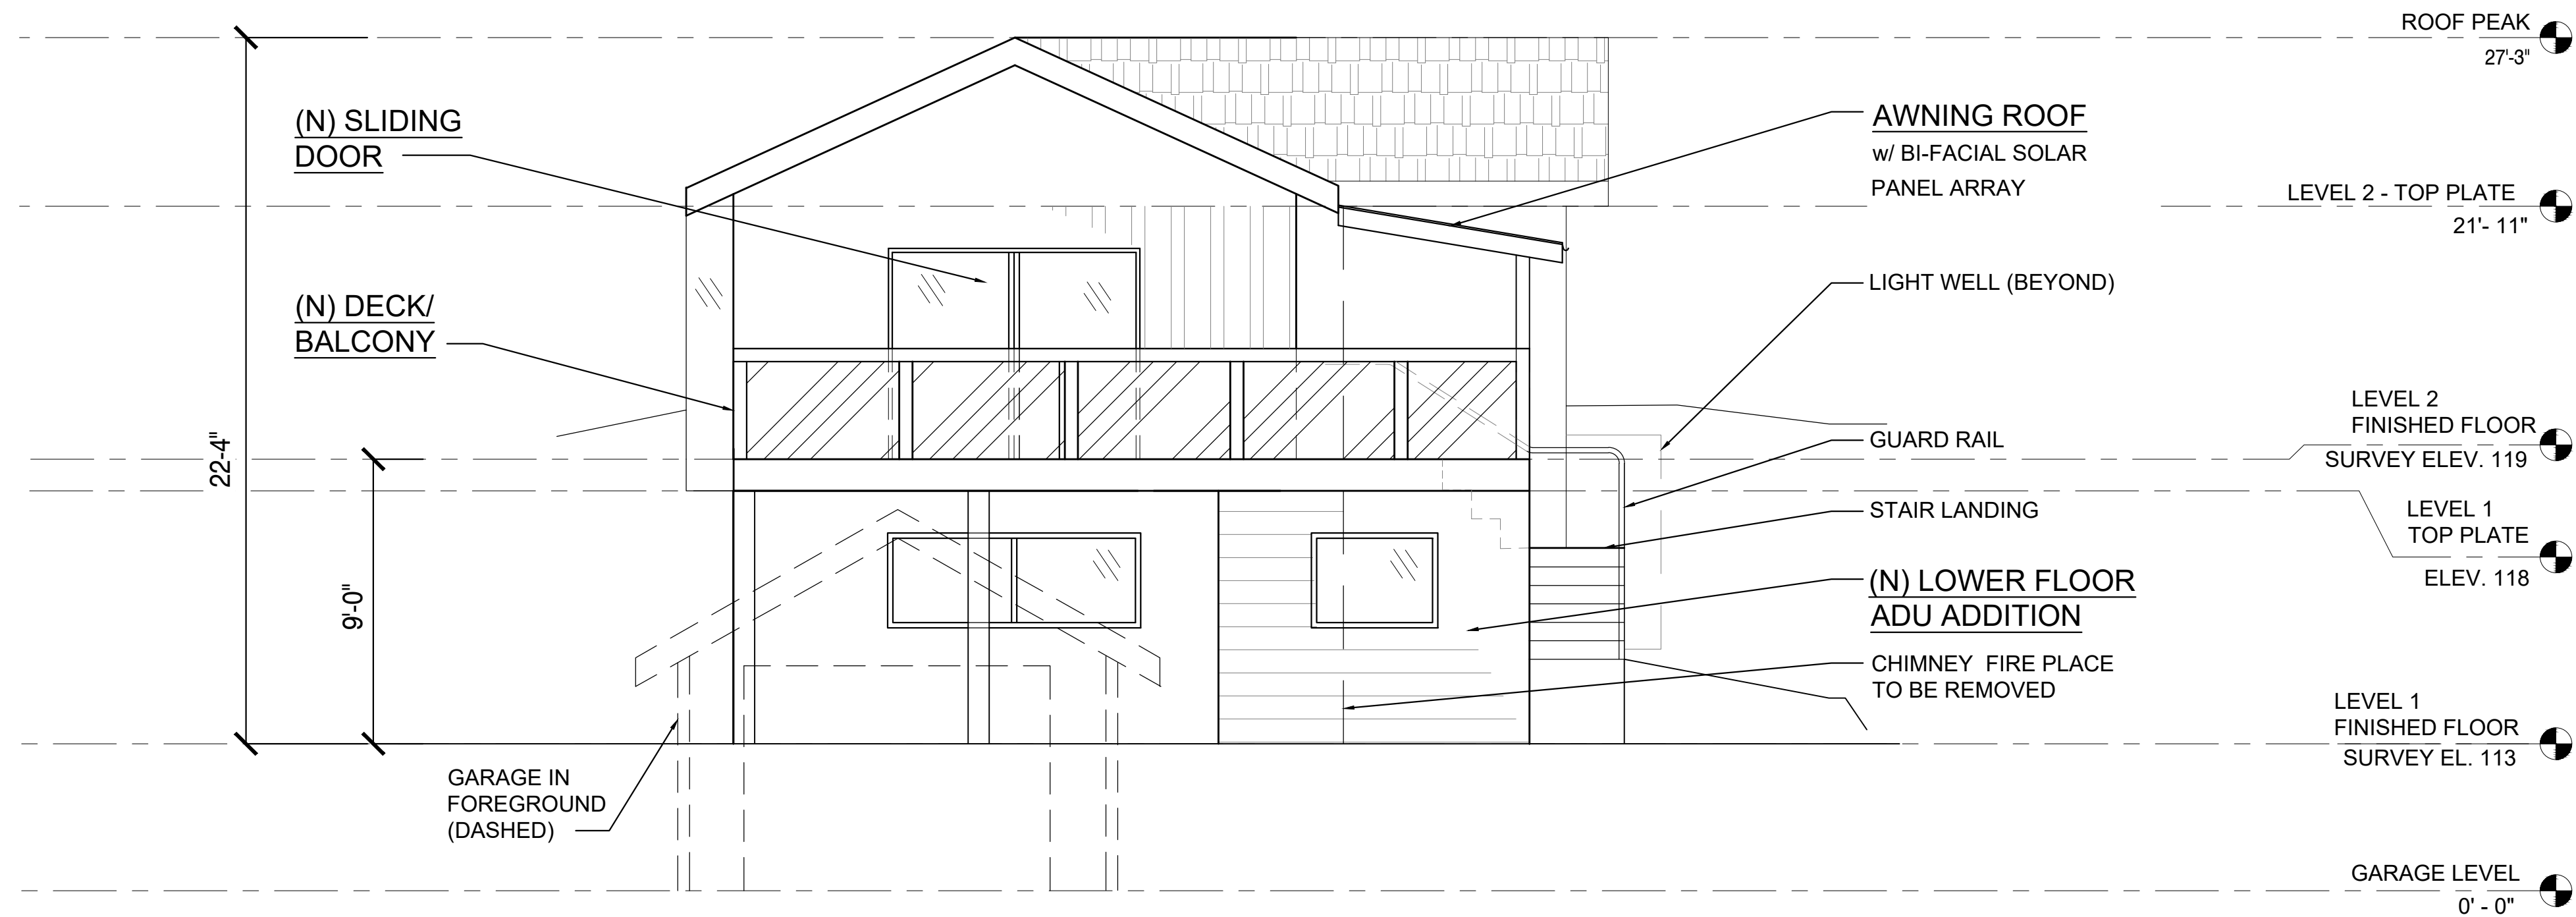 ROOF PEAK
27'-3"
(N) SLIDING
DOOR
AWNING ROOF
w/ BI-FACIAL SOLAR
PANEL ARRAY
LEVEL 2 - TOP PLATE
21'- 11"
LIGHT WELL (BEYOND)
(N) DECK/
BALCONY
LEVEL 2
FINISHED FLOOR
SURVEY ELEV. 119
GUARD RAIL
22-4"
STAIR LANDING
LEVEL 1
TOP PLATE
ELEV. 118
(N) LOWER FLOOR
ADU ADDITION
9'-0"
CHIMNEY  FIRE PLACE
TO BE REMOVED
LEVEL 1
FINISHED FLOOR
SURVEY EL. 113
GARAGE IN
FOREGROUND
(DASHED)
GARAGE LEVEL
0' - 0"